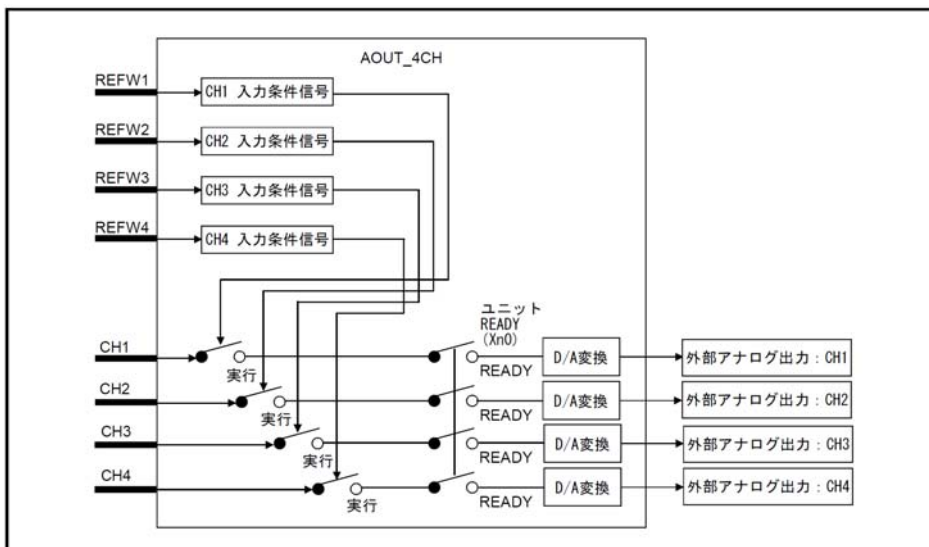 AOUT_4CH
REFW1
CH1 入力条件信号
REFW2
CH2 入力条件信号
REFW3
CH3 入力条件信号
REFW4
CH4 入力条件信号
ユニット
READY
(Xn0)
CH1
実行
READY
D/A変換
外部アナログ出力：CH1
CH2
実行
READY
D/A変換
外部アナログ出力：CH2
CH3
実行
READY
D/A変換
外部アナログ出力：CH3
CH4
実行
READY
D/A変換
外部アナログ出力：CH4